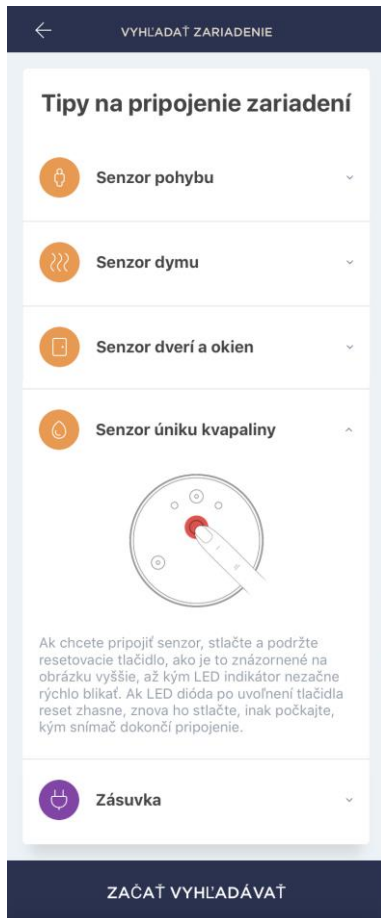 VYHĽADAŤ ZARIADENIE
Tipy na pripojenie zariadení
Senzor pohybu
Senzor dymu
Senzor dverí a okien
Senzor úniku kvapaliny
Ak chcete pripojiť senzor, stlačte a podržte
resetovacie tlačidlo, ako je to znázornené na
obrázku vyššie, až kým LED indikátor nezačne
rýchlo blikať. Ak LED dióda po uvoľnení tlačidla
reset zhasne, znova ho stlačte, inak počkajte,
kým snímač dokončí pripojenie.
Zásuvka
ZAČAŤ VYHĽADÁVAŤ